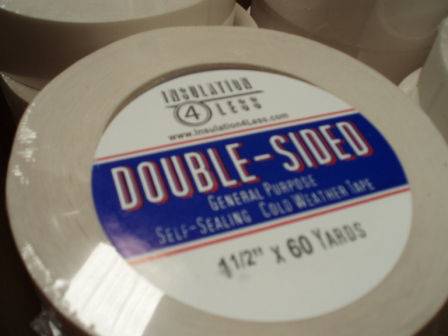 INSULATION
4 LESS
www.Insulation4Less.com
DOUBLE-SIDED
GENERAL PURPOSE
SELF-SEALING COLD WEATHER TAPE
1 1/2" X 60 YARDS